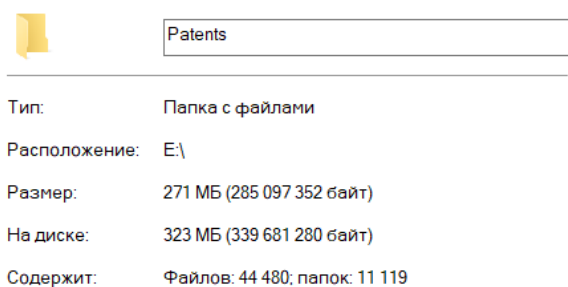 Patents
Тип: Папка с файлами
Расположение: E:\
Размер: 271 МБ (285 097 352 байт)
На диске: 323 МБ (339 681 280 байт)
Содержит: Файлов: 44 480; папок: 11 119